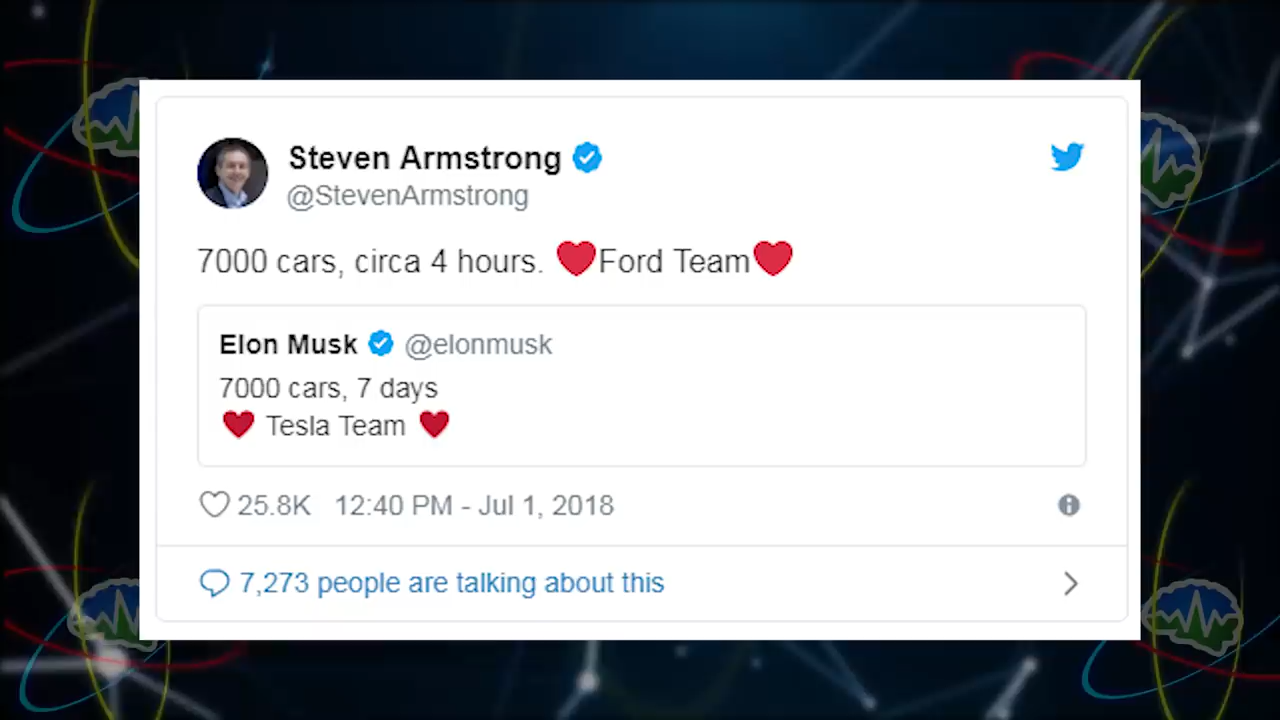 Steven Armstrong
@StevenArmstrong
7000 cars, circa 4 hours. ❤Ford Team❤
Elon Musk @elonmusk
7000 cars, 7 days
❤ Tesla Team ❤
25.8K 12:40 PM - Jul 1, 2018
7,273 people are talking about this